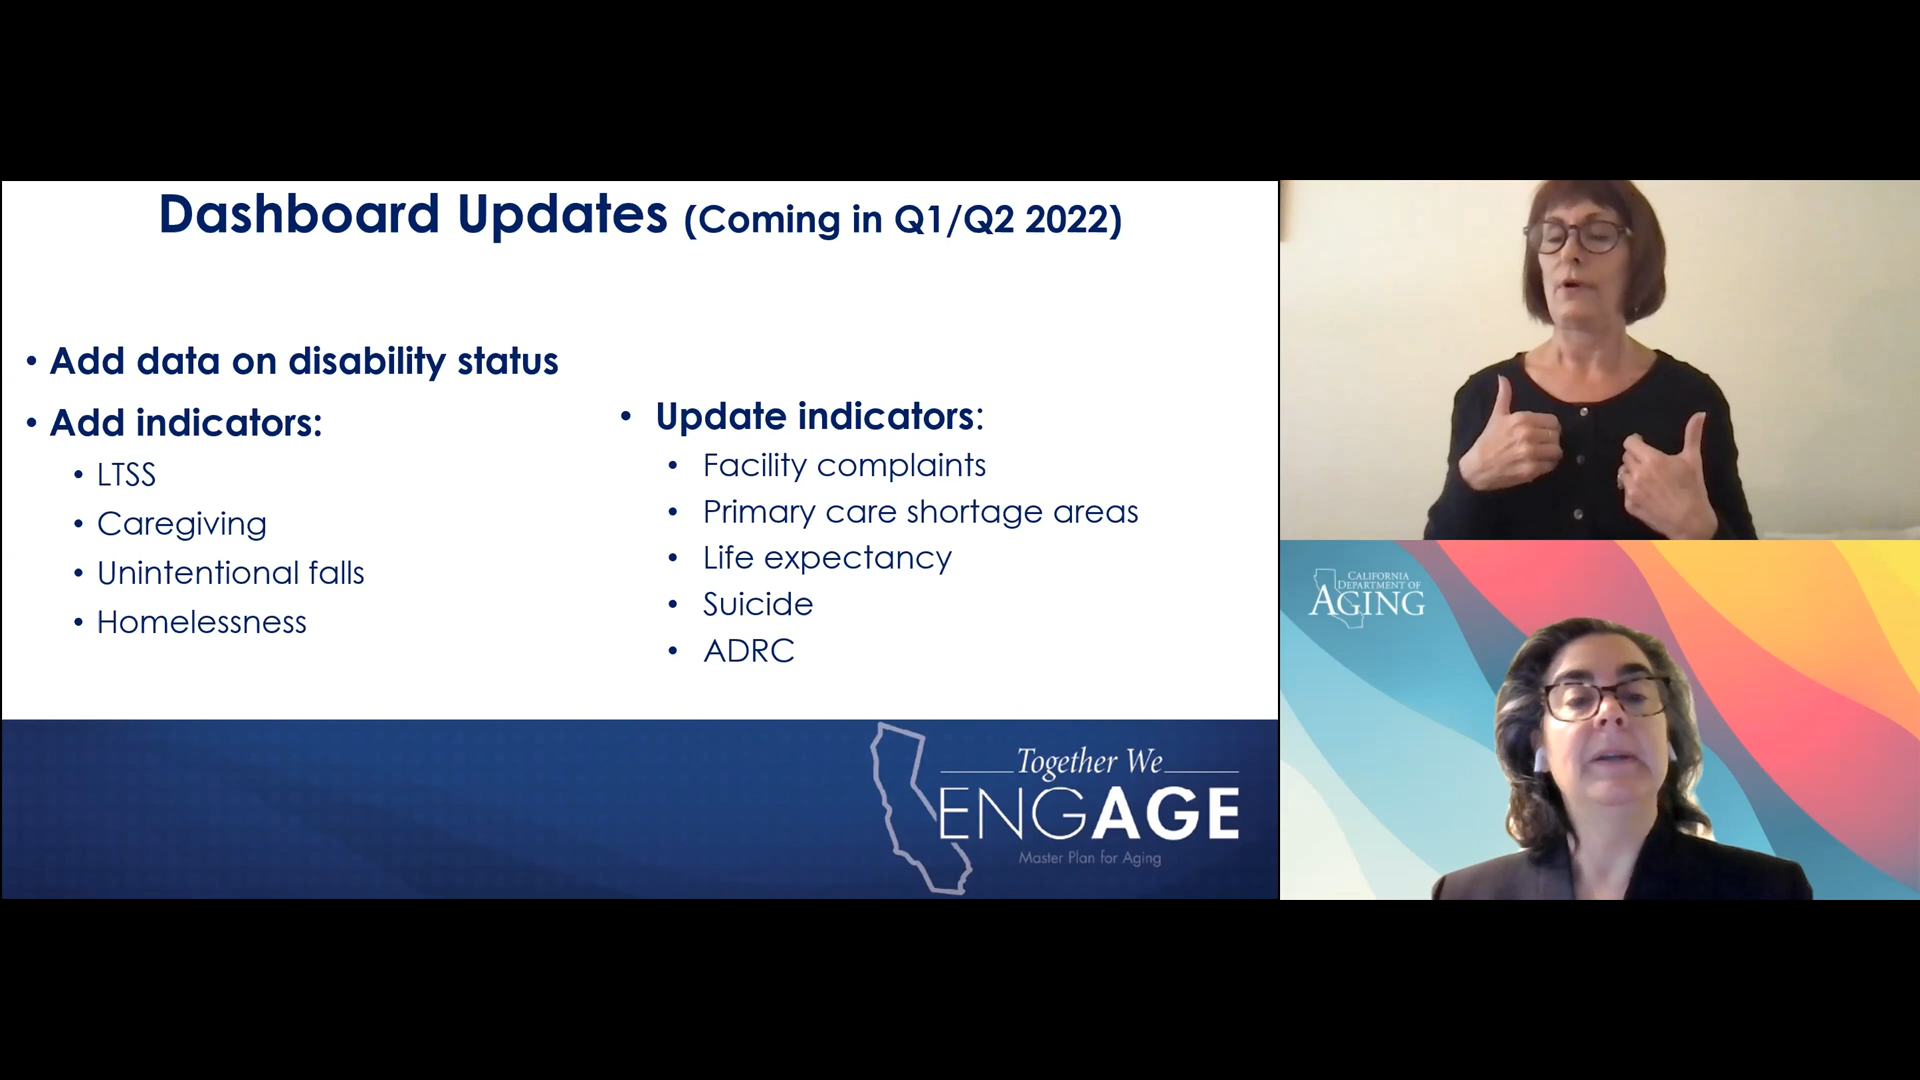 Dashboard Updates (Coming in Q1/Q2 2022)
• Add data on disability status
• Add indicators:
• LTSS
• Caregiving
• Unintentional falls
• Homelessness
• Update indicators:
• Facility complaints
• Primary care shortage areas
• Life expectancy
• Suicide
• ADRC
Together We
ENGAGE
Master Plan for Aging
CALIFORNIA
DEPARTMENT OF
AGING